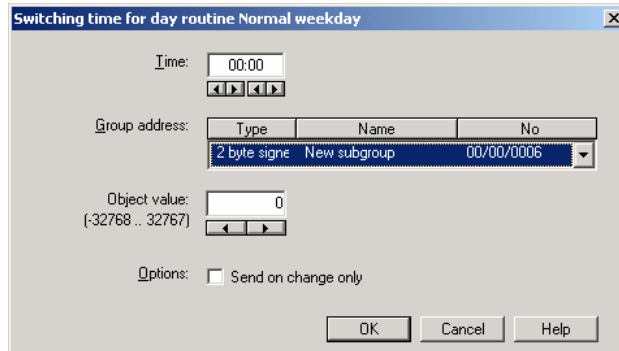 Switching time for day routine Normal weekday
Time:
00:00
Group address:
Type Name No
2 byte signe New subgroup 00/00/0006
Object value:
(-32768 .. 32767)
0
Options:
Send on change only
OK Cancel Help